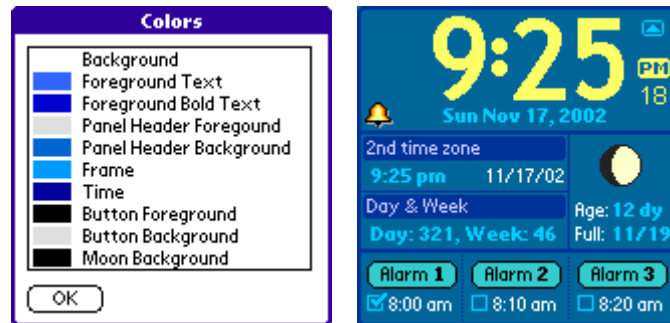 Colors
Background
Foreground Text
Foreground Bold Text
Panel Header Foregound
Panel Header Background
Frame
Time
Button Foreground
Button Background
Moon Background
OK
9:25
PM
18
Sun Nov 17, 2002
2nd time zone
9:25 pm 11/17/02
Day & Week
Day: 321, Week: 46
Age: 12 dy
Full: 11/19
Alarm 1 Alarm 2 Alarm 3
8:00 am 8:10 am 8:20 am